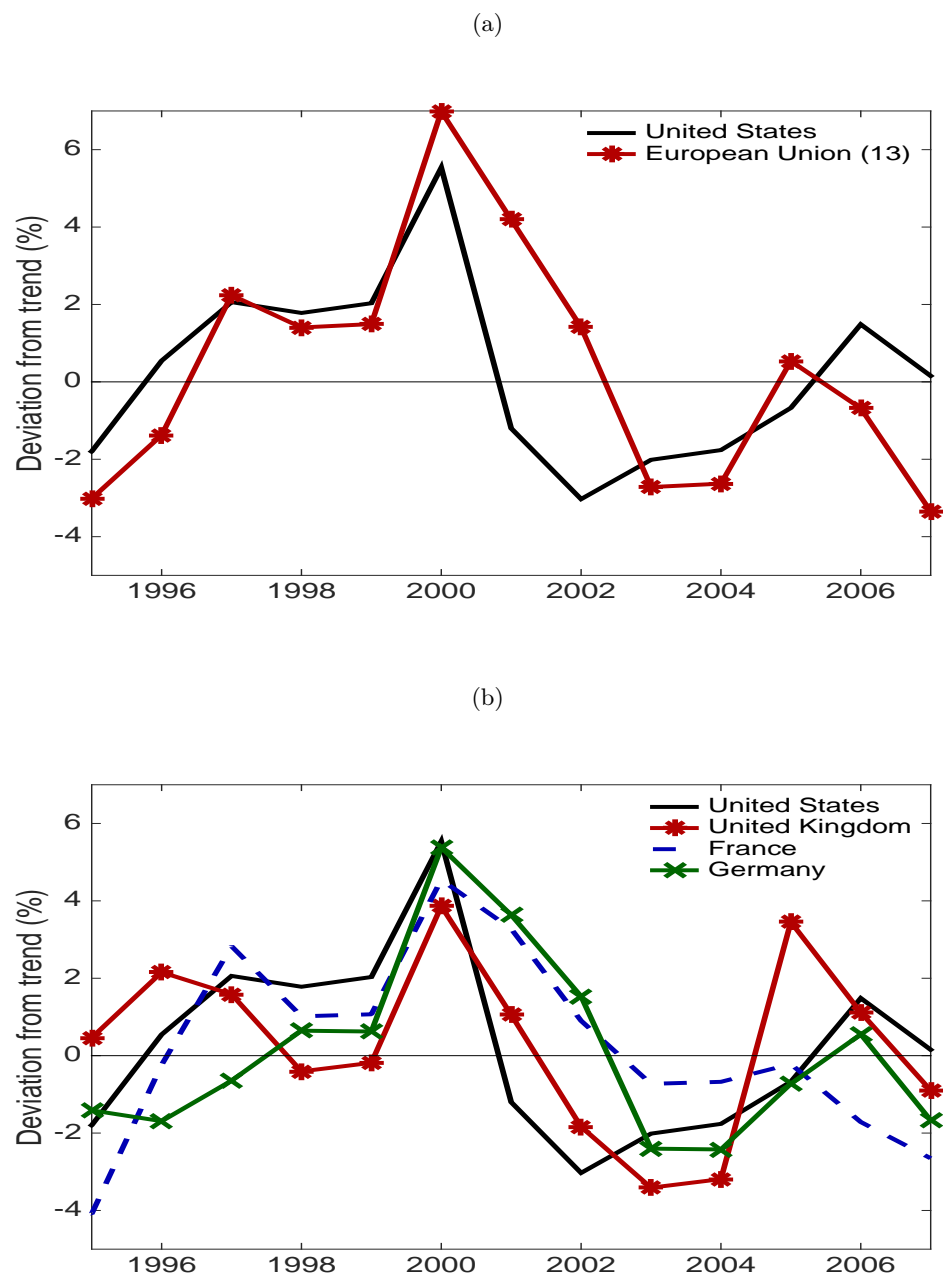 (a)
United States
European Union (13)
Deviation from trend (%)
6
4
2
0
-2
-4
1996 1998 2000 2002 2004 2006
(b)
United States
United Kingdom
France
Germany
Deviation from trend (%)
6
4
2
0
-2
-4
1996 1998 2000 2002 2004 2006